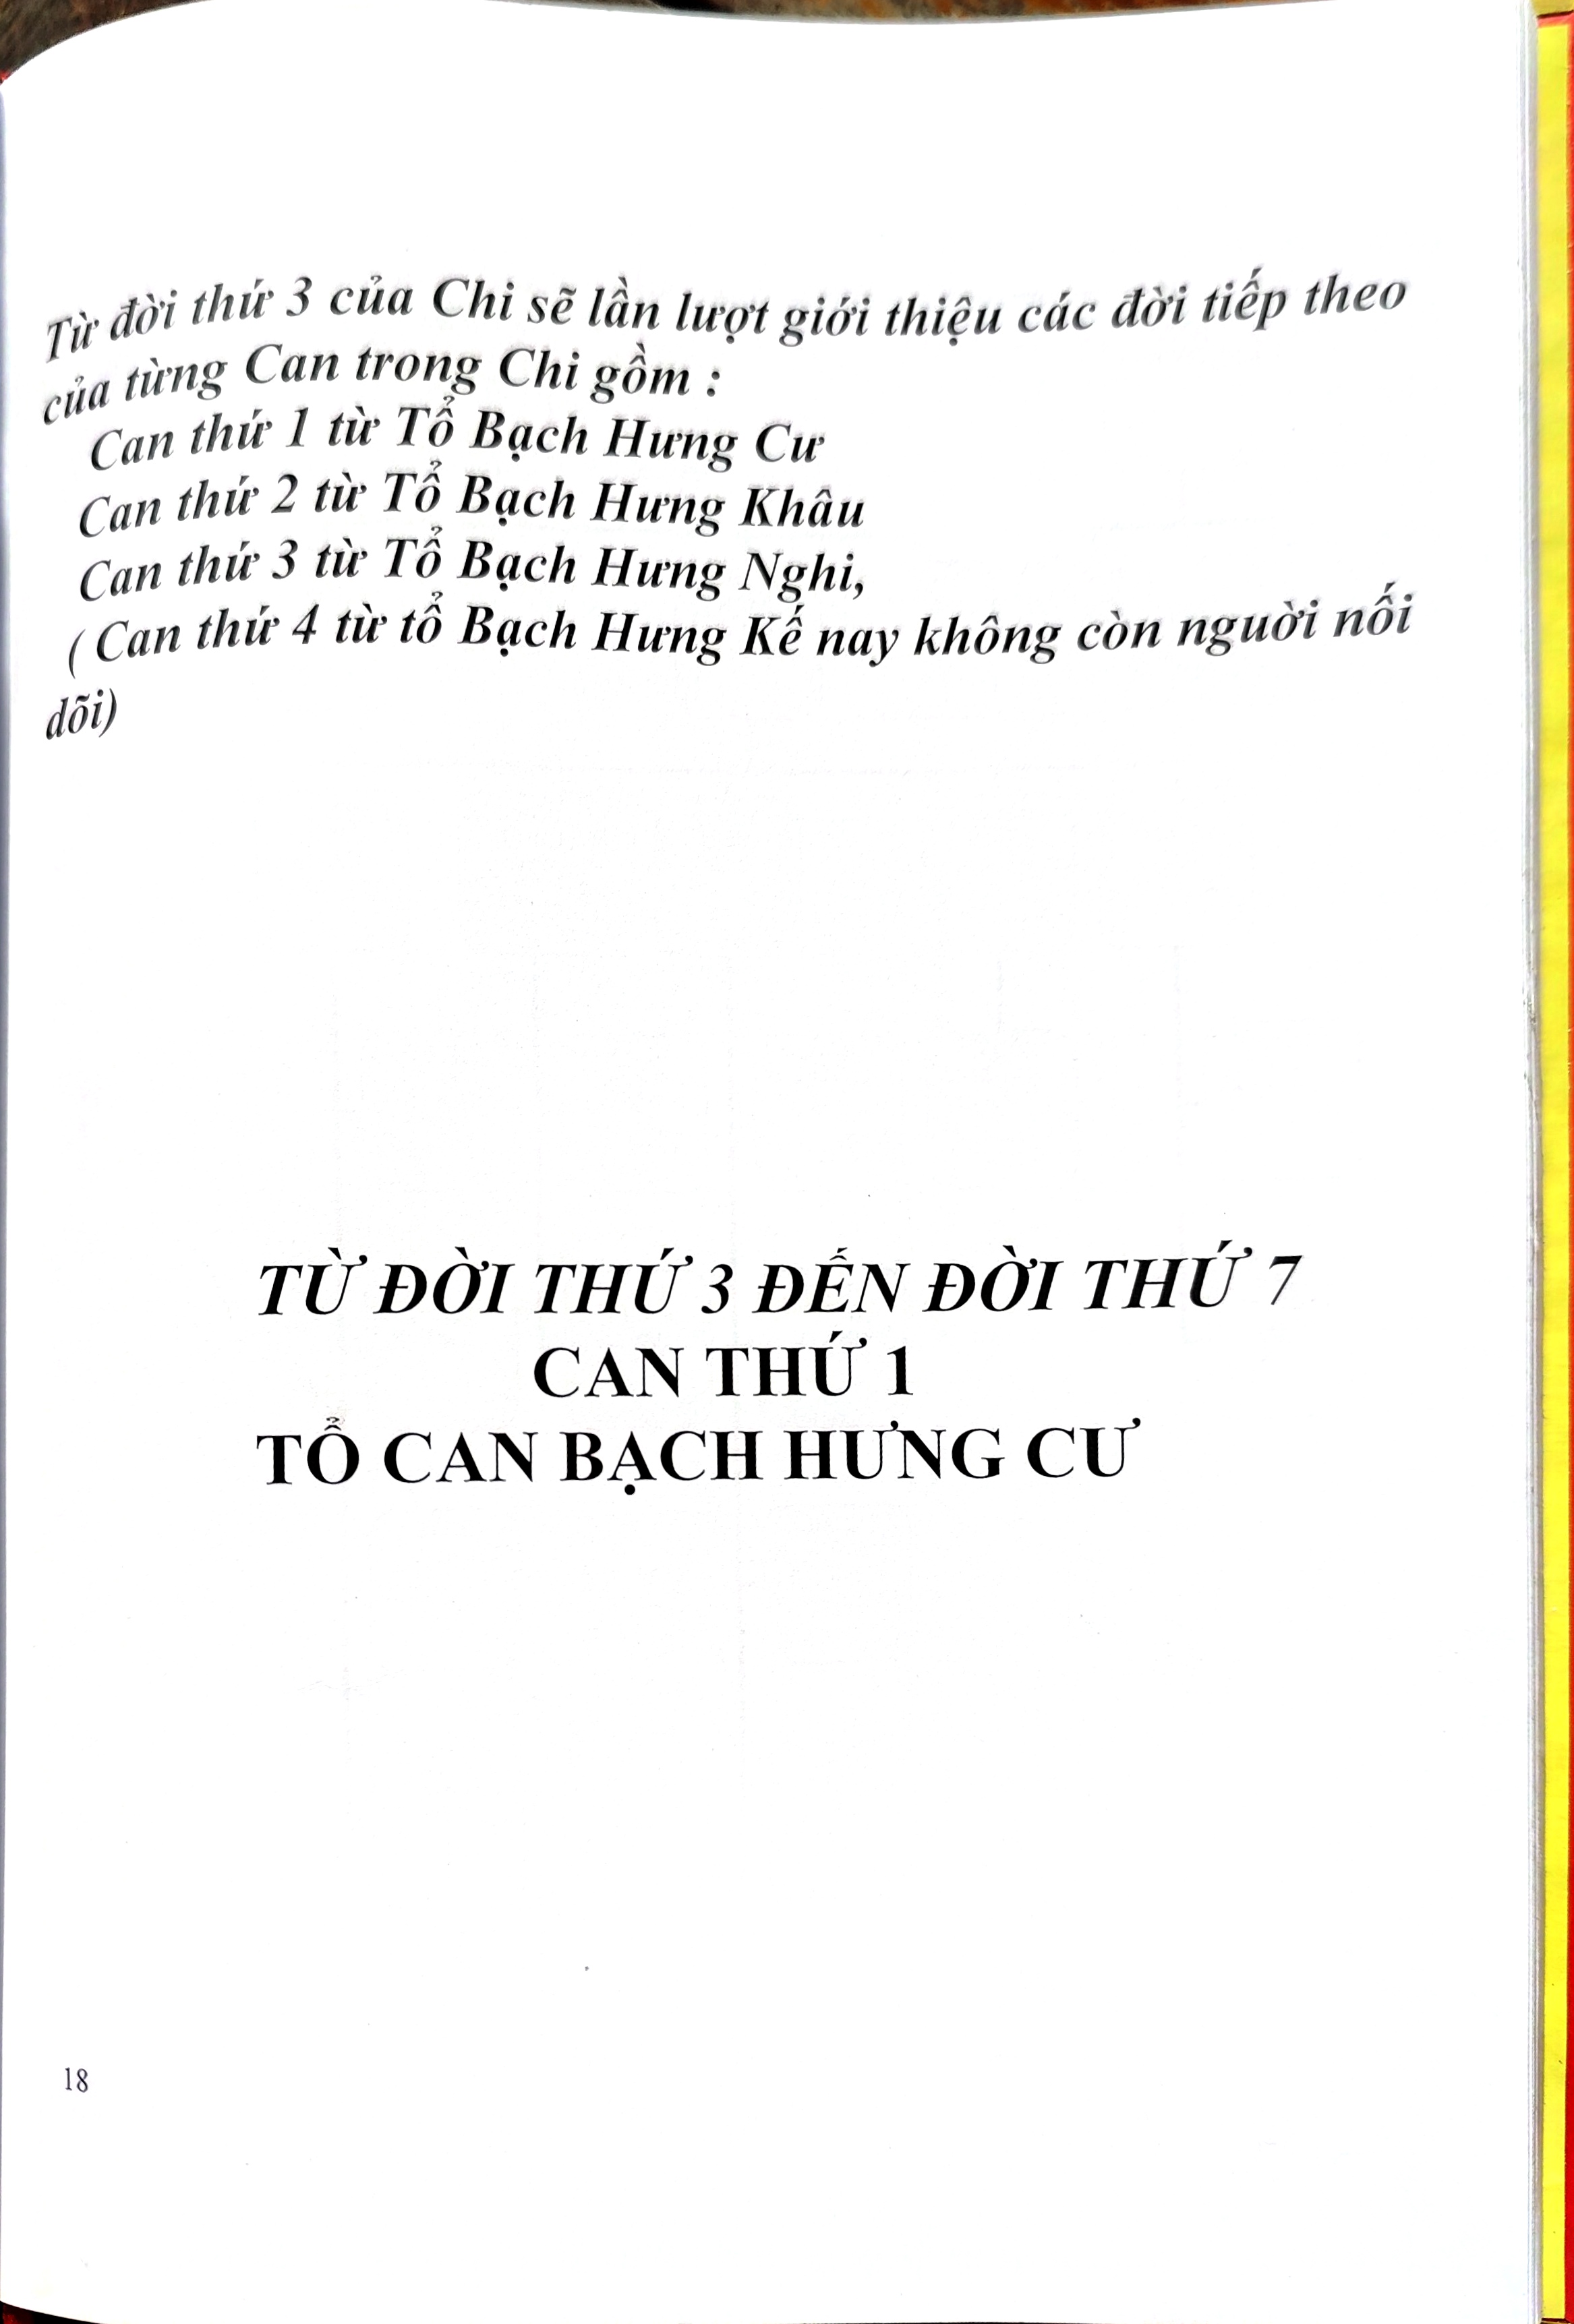 Từ đời thứ 3 của Chi sẽ lần lượt giới thiệu các đời tiếp theo
của từng Can trong Chi gồm :
Can thứ 1 từ Tổ Bạch Hưng Cư
Can thứ 2 từ Tổ Bạch Hưng Khâu
Can thứ 3 từ Tổ Bạch Hưng Nghi,
( Can thứ 4 từ tổ Bạch Hưng Kế nay không còn nguời nối
dõi)
TỪ ĐỜI THỨ 3 ĐẾN ĐỜI THỨ 7
CAN THỨ 1
TỔ CAN BẠCH HƯNG CƯ
18